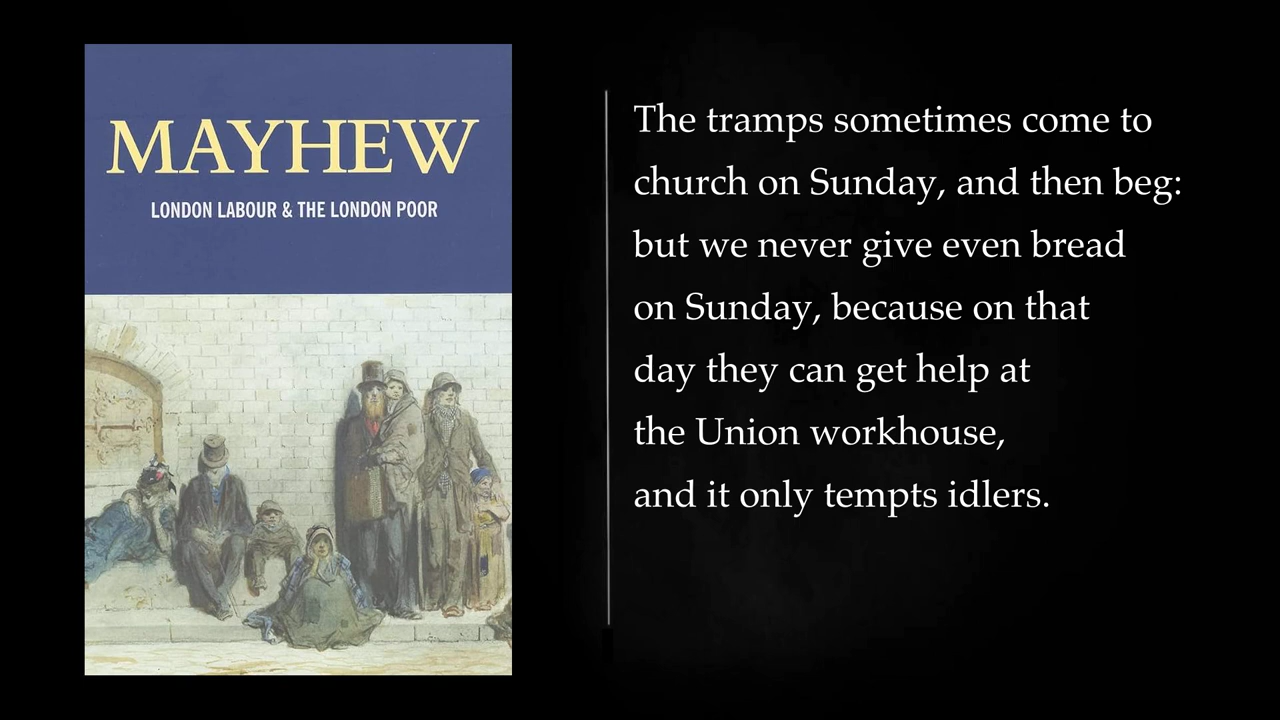 MAYHEW
LONDON LABOUR & THE LONDON POOR
The tramps sometimes come to
church on Sunday, and then beg:
but we never give even bread
on Sunday, because on that
day they can get help at
the Union workhouse,
and it only tempts idlers.